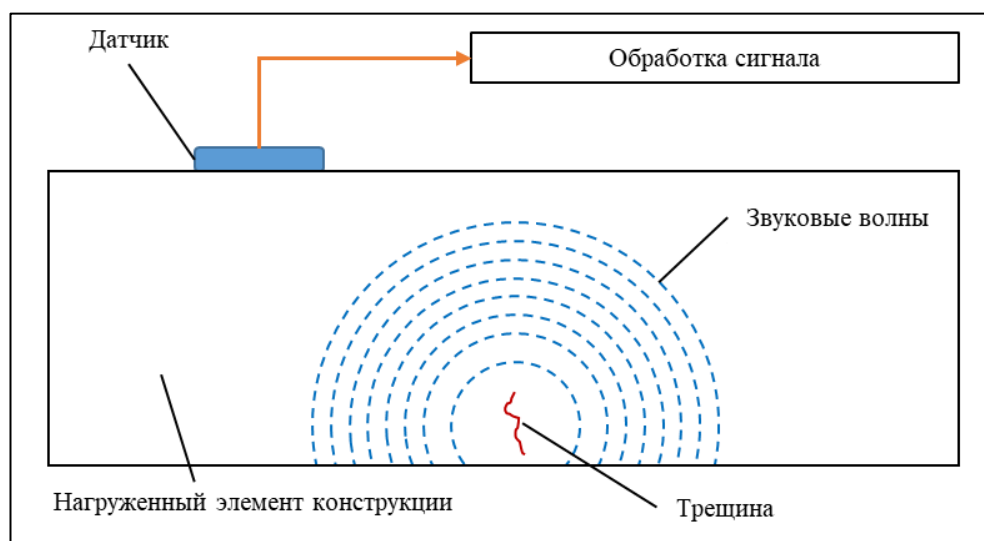 Датчик
Обработка сигнала
Звуковые волны
Нагруженный элемент конструкции
Трещина